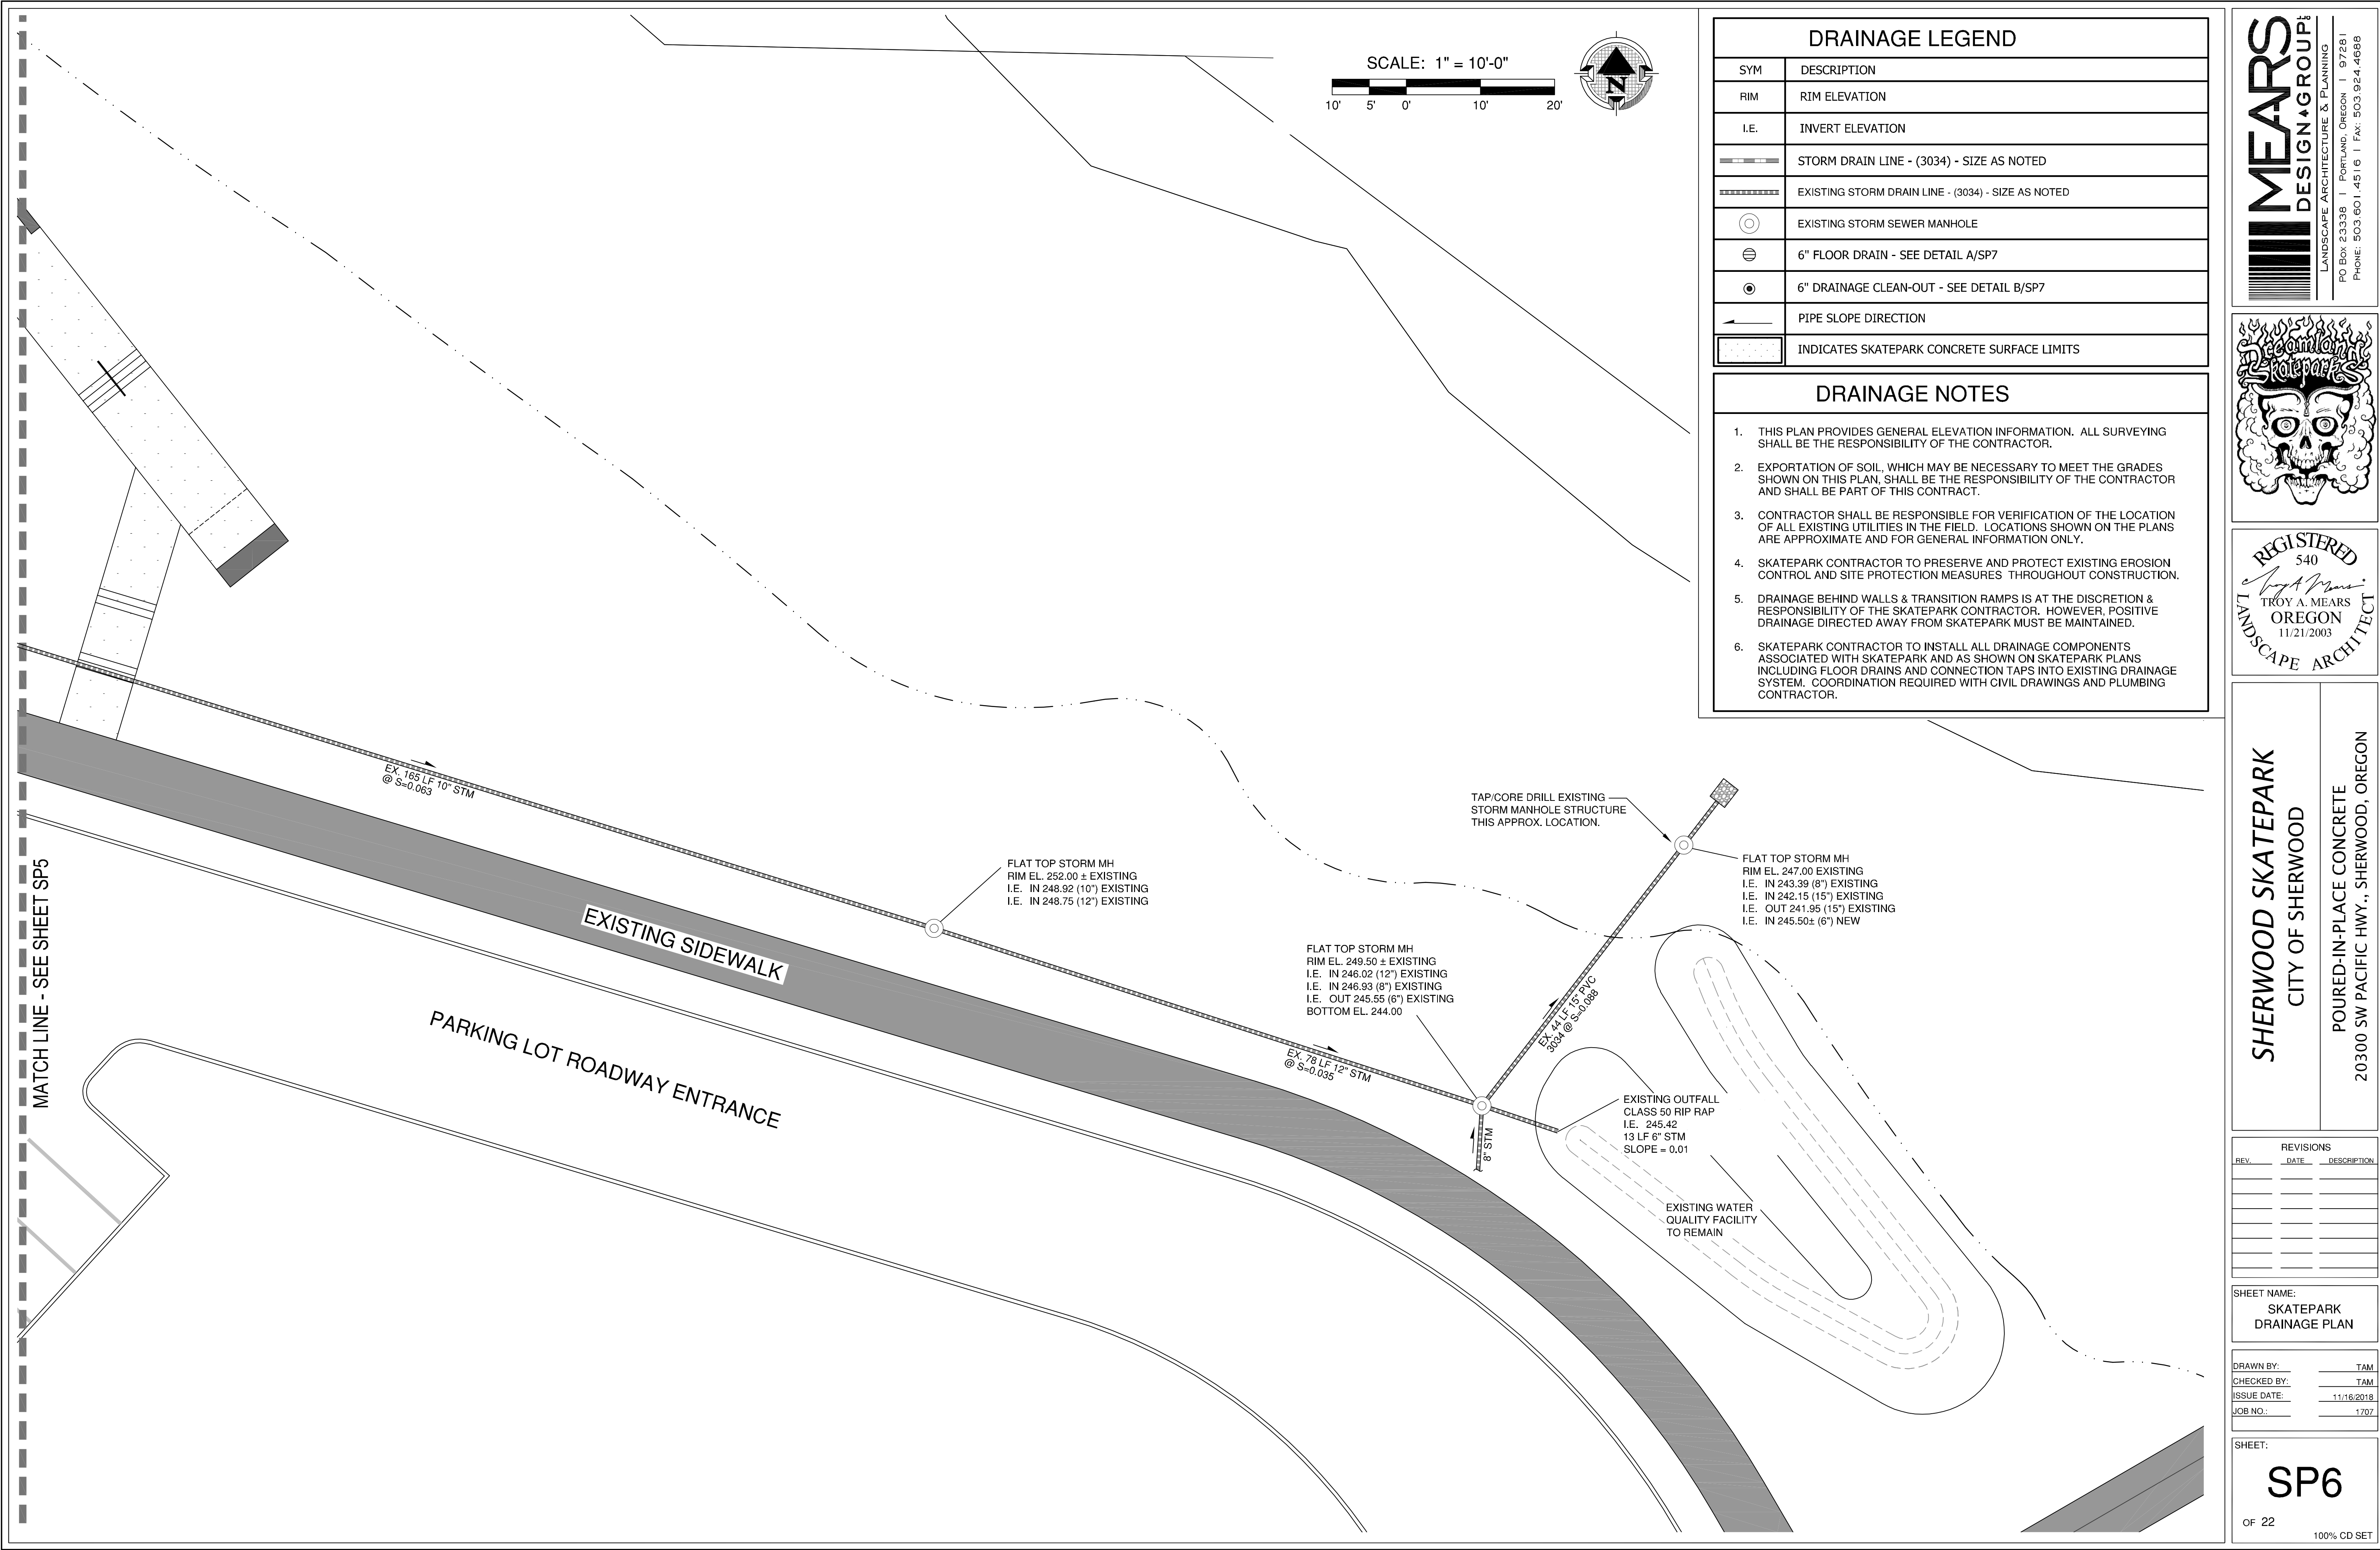 SCALE: 1" = 10'-0"
10' 5' 0' 10' 20'
N
DRAINAGE LEGEND
SYM DESCRIPTION
RIM RIM ELEVATION
I.E. INVERT ELEVATION
STORM DRAIN LINE - (3034) - SIZE AS NOTED
EXISTING STORM DRAIN LINE - (3034) - SIZE AS NOTED
EXISTING STORM SEWER MANHOLE
6" FLOOR DRAIN - SEE DETAIL A/SP7
6" DRAINAGE CLEAN-OUT - SEE DETAIL B/SP7
PIPE SLOPE DIRECTION
INDICATES SKATEPARK CONCRETE SURFACE LIMITS
DRAINAGE NOTES
1. THIS PLAN PROVIDES GENERAL ELEVATION INFORMATION. ALL SURVEYING
SHALL BE THE RESPONSIBILITY OF THE CONTRACTOR.
2. EXPORTATION OF SOIL, WHICH MAY BE NECESSARY TO MEET THE GRADES
SHOWN ON THIS PLAN, SHALL BE THE RESPONSIBILITY OF THE CONTRACTOR
AND SHALL BE PART OF THIS CONTRACT.
3. CONTRACTOR SHALL BE RESPONSIBLE FOR VERIFICATION OF THE LOCATION
OF ALL EXISTING UTILITIES IN THE FIELD. LOCATIONS SHOWN ON THE PLANS
ARE APPROXIMATE AND FOR GENERAL INFORMATION ONLY.
4. SKATEPARK CONTRACTOR TO PRESERVE AND PROTECT EXISTING EROSION
CONTROL AND SITE PROTECTION MEASURES THROUGHOUT CONSTRUCTION.
5. DRAINAGE BEHIND WALLS & TRANSITION RAMPS IS AT THE DISCRETION &
RESPONSIBILITY OF THE SKATEPARK CONTRACTOR. HOWEVER, POSITIVE
DRAINAGE DIRECTED AWAY FROM SKATEPARK MUST BE MAINTAINED.
6. SKATEPARK CONTRACTOR TO INSTALL ALL DRAINAGE COMPONENTS
ASSOCIATED WITH SKATEPARK AND AS SHOWN ON SKATEPARK PLANS
INCLUDING FLOOR DRAINS AND CONNECTION TAPS INTO EXISTING DRAINAGE
SYSTEM. COORDINATION REQUIRED WITH CIVIL DRAWINGS AND PLUMBING
CONTRACTOR.
EX. 165 LF 10" STM
@ S=0.063
MATCH LINE - SEE SHEET SP5
EXISTING SIDEWALK
PARKING LOT ROADWAY ENTRANCE
FLAT TOP STORM MH
RIM EL. 252.00 ± EXISTING
I.E. IN 248.92 (10") EXISTING
I.E. IN 248.75 (12") EXISTING
TAP/CORE DRILL EXISTING
STORM MANHOLE STRUCTURE
THIS APPROX. LOCATION.
FLAT TOP STORM MH
RIM EL. 247.00 EXISTING
I.E. IN 243.39 (8") EXISTING
I.E. IN 242.15 (15") EXISTING
I.E. OUT 241.95 (15") EXISTING
I.E. IN 245.50± (6") NEW
FLAT TOP STORM MH
RIM EL. 249.50 ± EXISTING
I.E. IN 246.02 (12") EXISTING
I.E. IN 246.93 (8") EXISTING
I.E. OUT 245.55 (6") EXISTING
BOTTOM EL. 244.00
EX. 44 LF 15" PVC
3034 @ S=0.088
EX. 78 LF 12" STM
@ S=0.035
8" STM
EXISTING OUTFALL
CLASS 50 RIP RAP
I.E. 245.42
13 LF 6" STM
SLOPE = 0.01
EXISTING WATER
QUALITY FACILITY
TO REMAIN
MEARS
DESIGN GROUP LLC
LANDSCAPE ARCHITECTURE & PLANNING
PO BOX 23338 | PORTLAND, OREGON | 97281
PHONE: 503.601.4516 | FAX: 503.924.4688
Dreamland
Skateparks
REGISTERED
540
Troy A Mears
TROY A. MEARS
OREGON
11/21/2003
LANDSCAPE ARCHITECT
SHERWOOD SKATEPARK
CITY OF SHERWOOD
POURED-IN-PLACE CONCRETE
20300 SW PACIFIC HWY., SHERWOOD, OREGON
REVISIONS
REV. DATE DESCRIPTION
SHEET NAME:
SKATEPARK
DRAINAGE PLAN
DRAWN BY: TAM
CHECKED BY: TAM
ISSUE DATE: 11/16/2018
JOB NO.: 1707
SHEET:
SP6
OF 22
100% CD SET